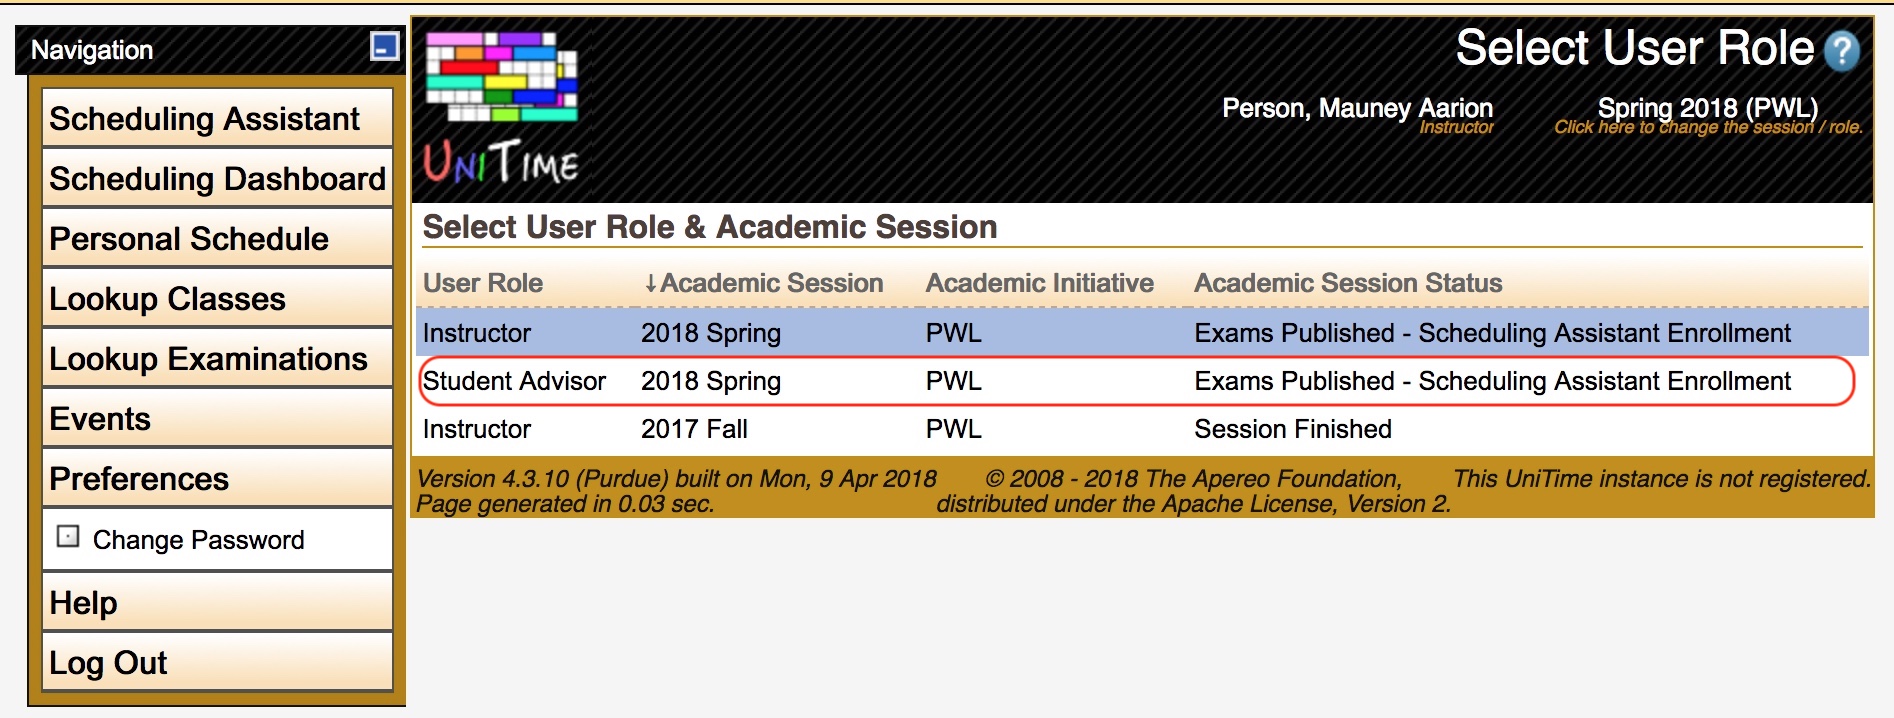 Navigation
Scheduling Assistant
Scheduling Dashboard
Personal Schedule
Lookup Classes
Lookup Examinations
Events
Preferences
Change Password
Help
Log Out
UNITIME
Select User Role ?
Person, Mauney Aarion Spring 2018 (PWL)
Instructor Click here to change the session / role.
Select User Role & Academic Session
User Role ↓Academic Session Academic Initiative Academic Session Status
Instructor 2018 Spring PWL Exams Published - Scheduling Assistant Enrollment
Student Advisor 2018 Spring PWL Exams Published - Scheduling Assistant Enrollment
Instructor 2017 Fall PWL Session Finished
Version 4.3.10 (Purdue) built on Mon, 9 Apr 2018 © 2008 - 2018 The Apereo Foundation, This UniTime instance is not registered.
Page generated in 0.03 sec. distributed under the Apache License, Version 2.